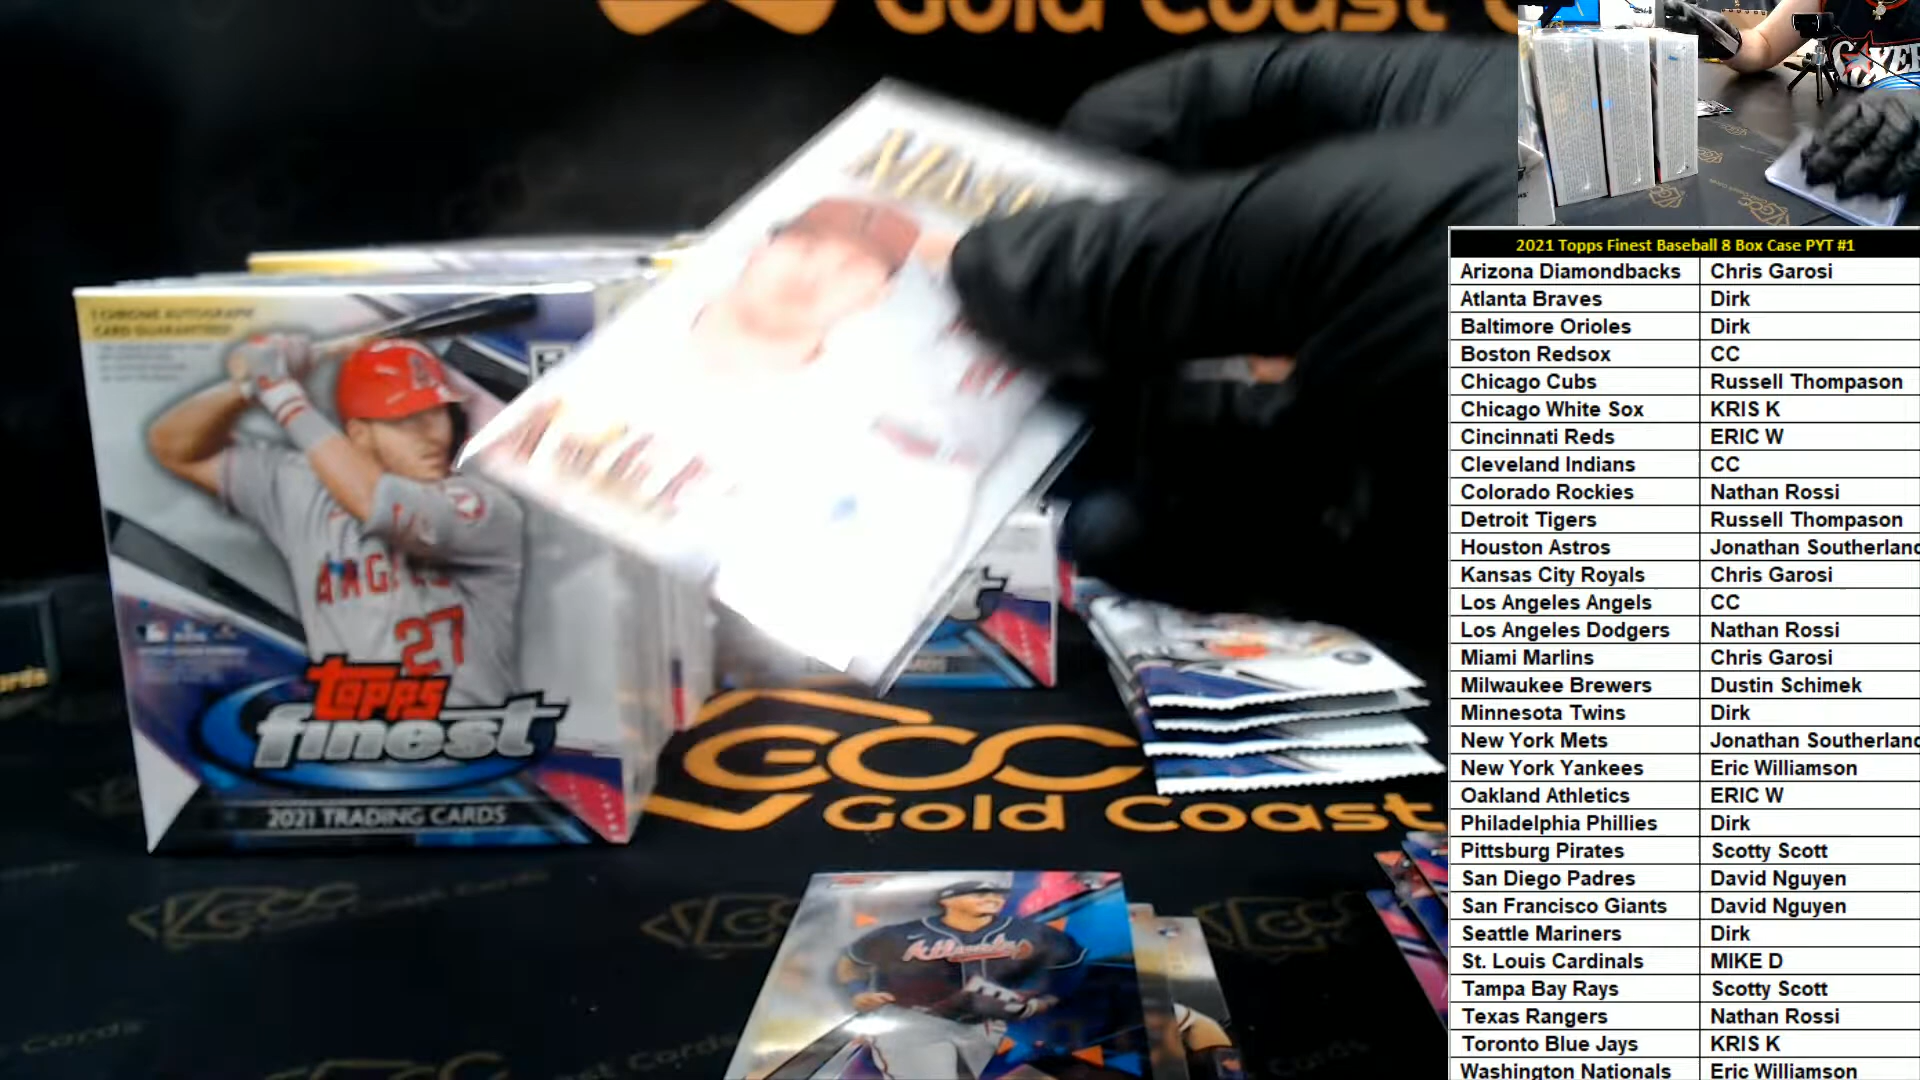 Gold Coast C
1 CHROME AUTOGRAPH
CARD GUARANTEED!
ANGELS
27
topps
finest
2021 TRADING CARDS
GCC
Gold Coast
Atlanta
2021 Topps Finest Baseball 8 Box Case PYT #1
Arizona Diamondbacks Chris Garosi
Atlanta Braves Dirk
Baltimore Orioles Dirk
Boston Redsox CC
Chicago Cubs Russell Thompason
Chicago White Sox KRIS K
Cincinnati Reds ERIC W
Cleveland Indians CC
Colorado Rockies Nathan Rossi
Detroit Tigers Russell Thompason
Houston Astros Jonathan Southerland
Kansas City Royals Chris Garosi
Los Angeles Angels CC
Los Angeles Dodgers Nathan Rossi
Miami Marlins Chris Garosi
Milwaukee Brewers Dustin Schimek
Minnesota Twins Dirk
New York Mets Jonathan Southerland
New York Yankees Eric Williamson
Oakland Athletics ERIC W
Philadelphia Phillies Dirk
Pittsburg Pirates Scotty Scott
San Diego Padres David Nguyen
San Francisco Giants David Nguyen
Seattle Mariners Dirk
St. Louis Cardinals MIKE D
Tampa Bay Rays Scotty Scott
Texas Rangers Nathan Rossi
Toronto Blue Jays KRIS K
Washington Nationals Eric Williamson